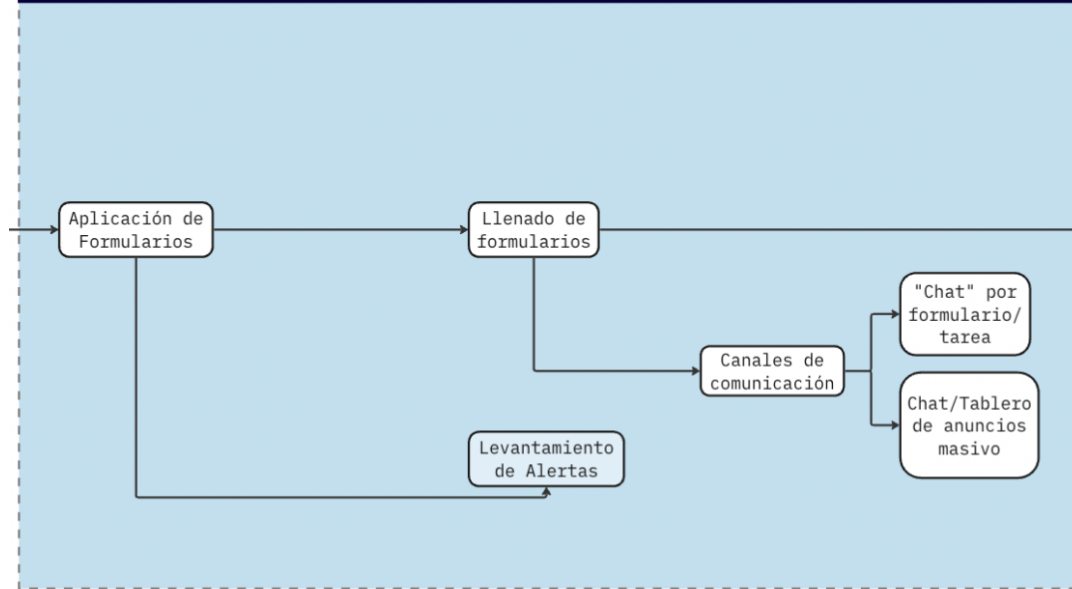 Aplicación de
Formularios
Llenado de
formularios
"Chat" por
formulario/
tarea
Canales de
comunicación
Chat/Tablero
de anuncios
masivo
Levantamiento
de Alertas